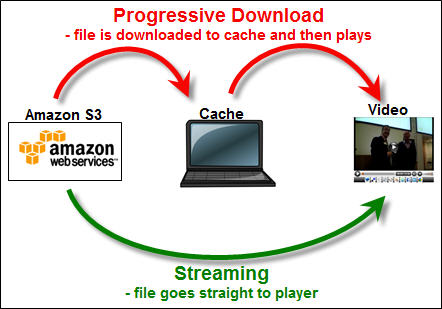 Progressive Download
- file is downloaded to cache and then plays
Amazon S3
Cache
Video
amazon
webservices™
Streaming
- file goes straight to player